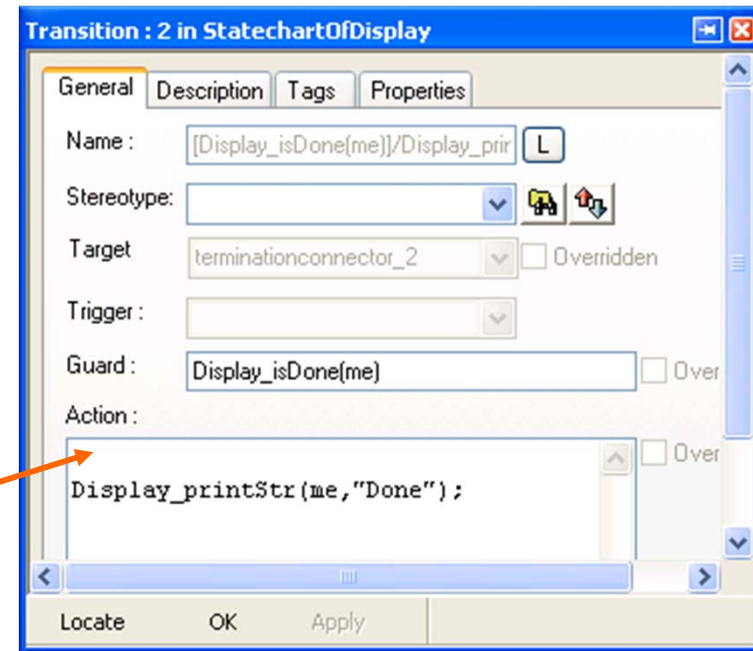 Transition : 2 in StatechartOfDisplay
General Description Tags Properties
Name : [Display_isDone(me)]/Display_prir L
Stereotype:
Target terminationconnector_2 Overridden
Trigger :
Guard : Display_isDone(me) Over
Action : Over
Display_printStr(me,"Done");
Locate OK Apply